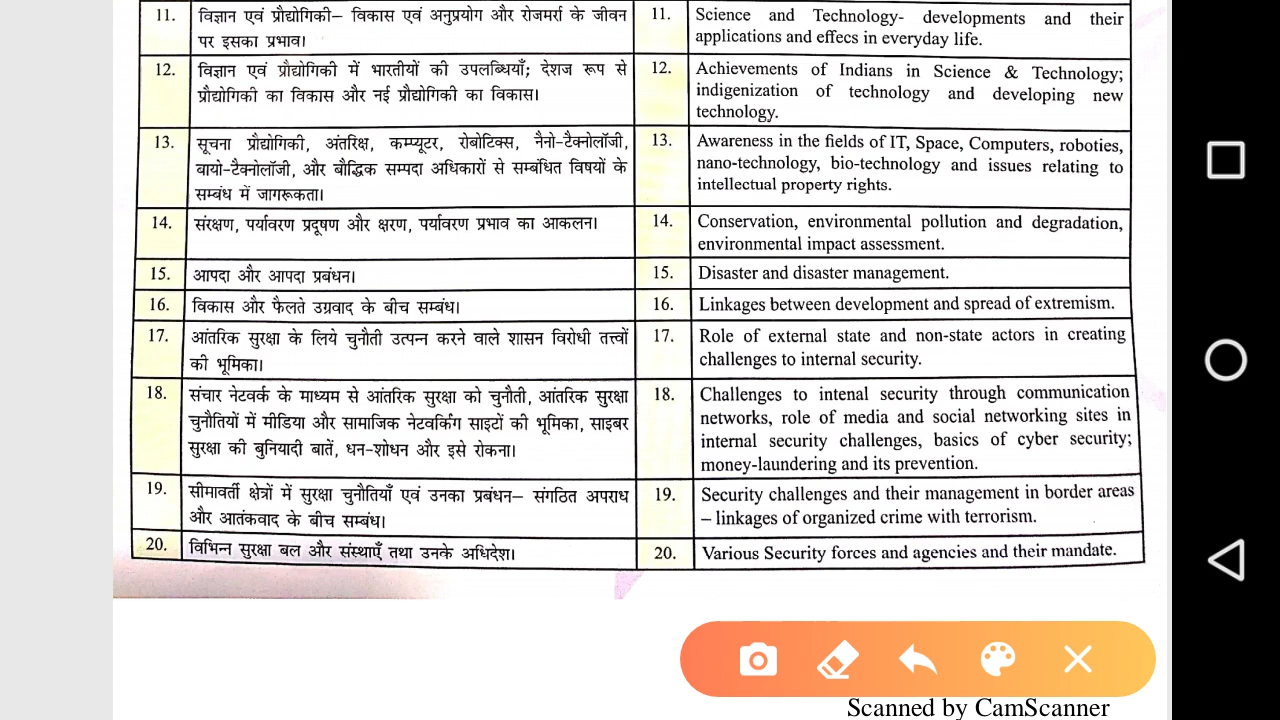 11. विज्ञान एवं प्रौद्योगिकी– विकास एवं अनुप्रयोग और रोजमर्रा के जीवन
पर इसका प्रभाव।
11. Science and Technology- developments and their
applications and effecs in everyday life.
12. विज्ञान एवं प्रौद्योगिकी में भारतीयों की उपलब्धियाँ; देशज रूप से
प्रौद्योगिकी का विकास और नई प्रौद्योगिकी का विकास।
12. Achievements of Indians in Science & Technology;
indigenization of technology and developing new
technology.
13. सूचना प्रौद्योगिकी, अंतरिक्ष, कम्प्यूटर, रोबोटिक्स, नैनो-टैक्नोलॉजी,
बायो-टैक्नोलॉजी, और बौद्धिक सम्पदा अधिकारों से सम्बंधित विषयों के
सम्बंध में जागरूकता।
13. Awareness in the fields of IT, Space, Computers, roboties,
nano-technology, bio-technology and issues relating to
intellectual property rights.
14. संरक्षण, पर्यावरण प्रदूषण और क्षरण, पर्यावरण प्रभाव का आकलन।
14. Conservation, environmental pollution and degradation,
environmental impact assessment.
15. आपदा और आपदा प्रबंधन।
15. Disaster and disaster management.
16. विकास और फैलते उग्रवाद के बीच सम्बंध।
16. Linkages between development and spread of extremism.
17. आंतरिक सुरक्षा के लिये चुनौती उत्पन्न करने वाले शासन विरोधी तत्त्वों
की भूमिका।
17. Role of external state and non-state actors in creating
challenges to internal security.
18. संचार नेटवर्क के माध्यम से आंतरिक सुरक्षा को चुनौती, आंतरिक सुरक्षा
चुनौतियों में मीडिया और सामाजिक नेटवर्किंग साइटों की भूमिका, साइबर
सुरक्षा की बुनियादी बातें, धन-शोधन और इसे रोकना।
18. Challenges to intenal security through communication
networks, role of media and social networking sites in
internal security challenges, basics of cyber security;
money-laundering and its prevention.
19. सीमावर्ती क्षेत्रों में सुरक्षा चुनौतियाँ एवं उनका प्रबंधन– संगठित अपराध
और आतंकवाद के बीच सम्बंध।
19. Security challenges and their management in border areas
– linkages of organized crime with terrorism.
20. विभिन्न सुरक्षा बल और संस्थाएँ तथा उनके अधिदेश।
20. Various Security forces and agencies and their mandate.
Scanned by CamScanner